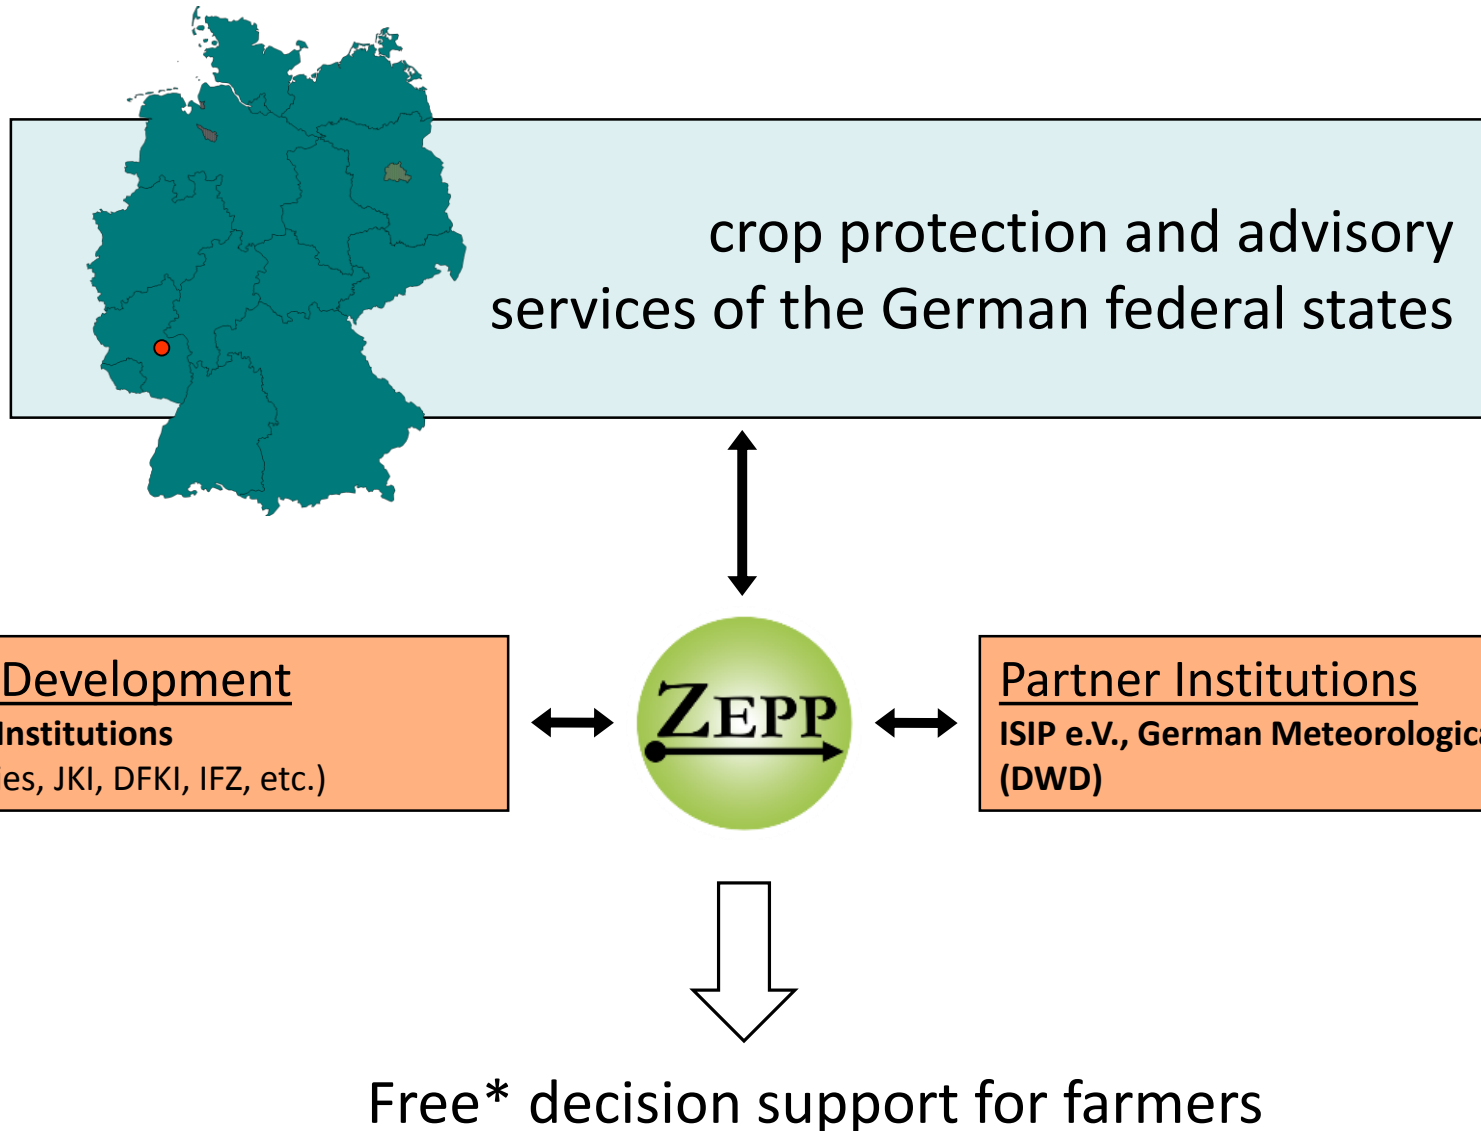 crop protection and advisory
services of the German federal states
Development
Institutions
JKI, DFKI, IFZ, etc.)
ZEPP
Partner Institutions
ISIP e.V., German
(DWD)
Free* decision support for farmers